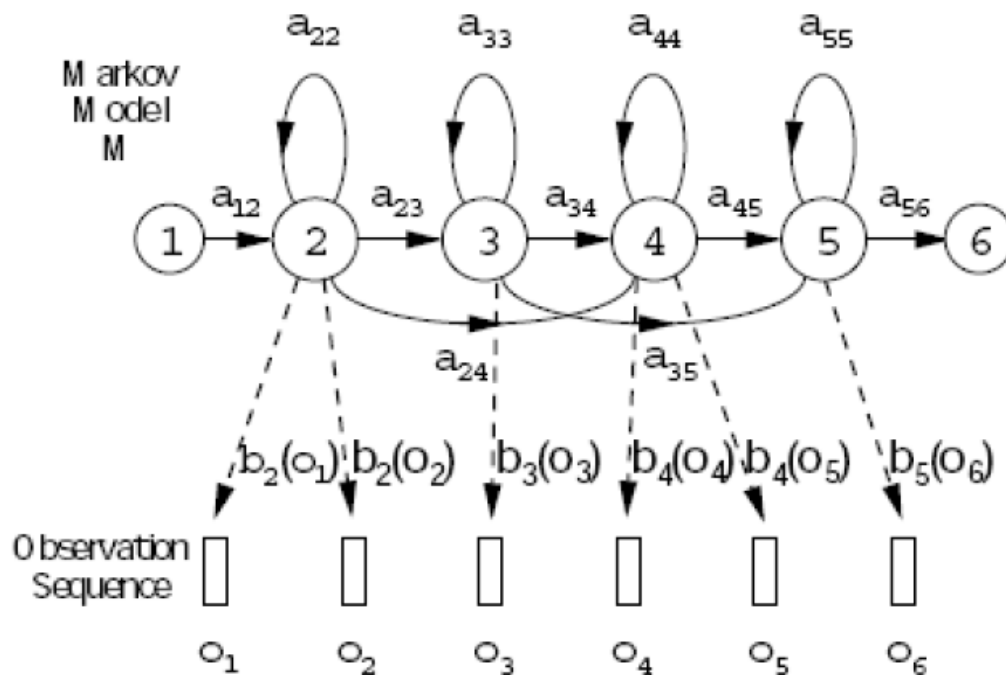 a₂₂ a₃₃ a₄₄ a₅₅
Markov
Model
M
a₁₂ a₂₃ a₃₄ a₄₅ a₅₆
1 2 3 4 5 6
a₂₄ a₃₅
b₂(o₁) b₂(o₂) b₃(o₃) b₄(o₄) b₄(o₅) b₅(o₆)
Observation
Sequence
o₁ o₂ o₃ o₄ o₅ o₆